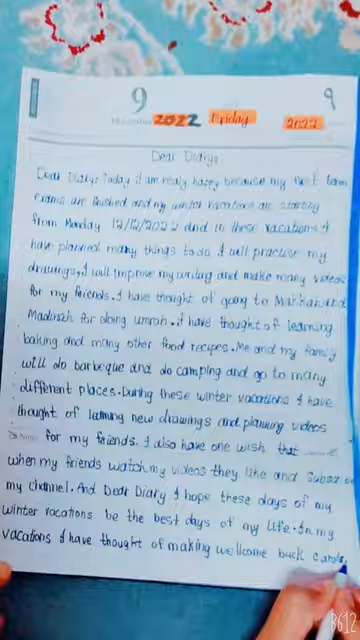 9
9
2022
Friday
2022
Dear Diary:
Dear Diary: Today i am realy happy because my first term
exams are finished and my winter vacations are starting
from Monday 12/12/2022 and in these vacations I
have planned many things to do. I will practise my
drawings, I will improve my writing and make many videos
for my friends. I have thought of going to Makkah and
Madinah for doing umrah. i have thought of learning
baking and many other food recipes. Me and my family
will do barbeque and do camping and go to many
different places. During these winter vacations I have
thought of learning new drawings and planning videos
for my friends. I also have one wish that
when my friends watch my videos they like and
my channel. And Dear Diary I hope these days of my
winter vacations be the best days of my life. In my
vacations I have thought of making wellcome back cards
B612